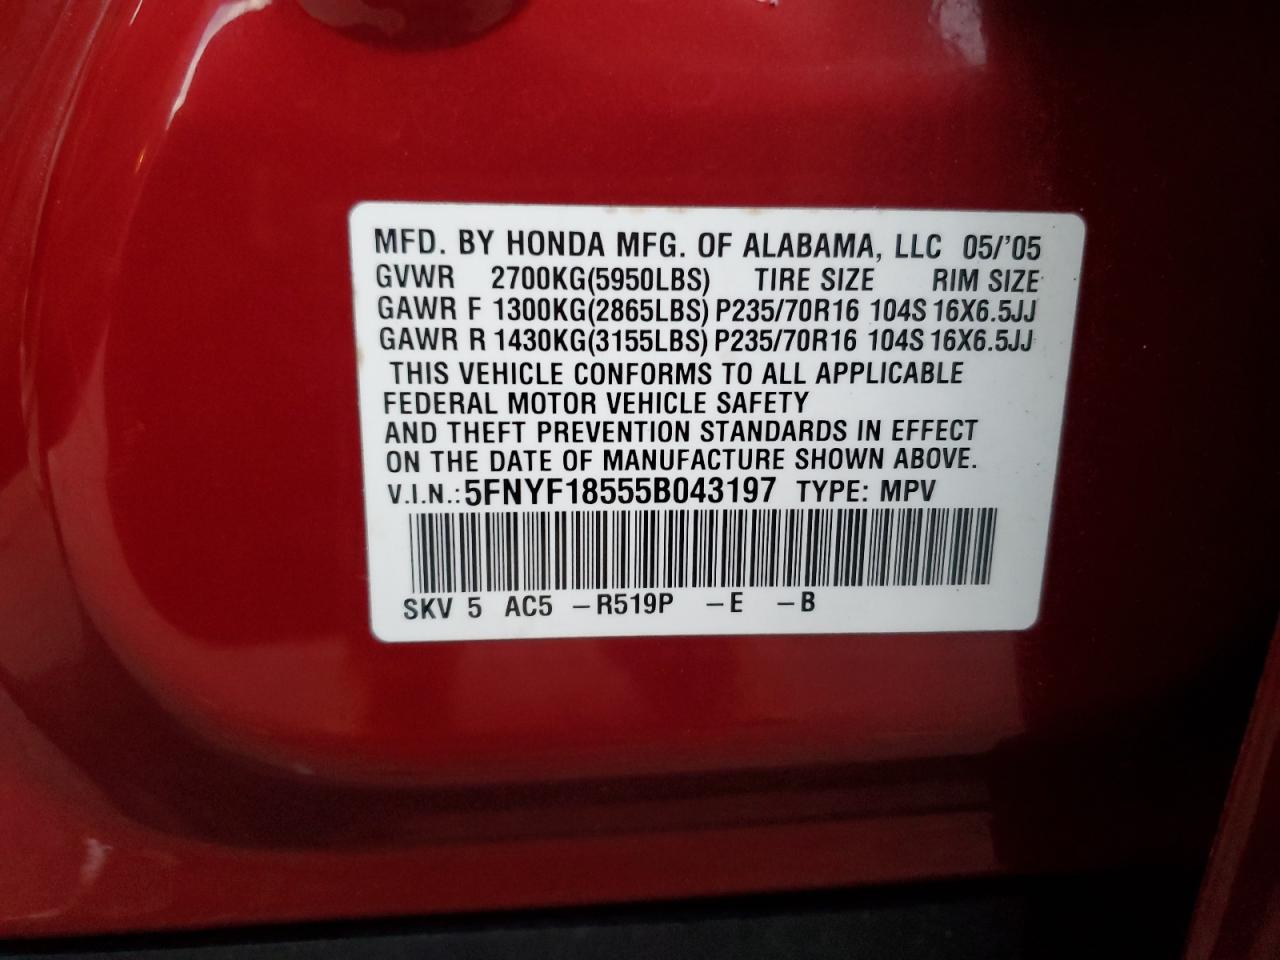 MFD. BY HONDA MFG. OF ALABAMA, LLC 05/'05
GVWR 2700KG(5950LBS) TIRE SIZE RIM SIZE
GAWR F 1300KG(2865LBS) P235/70R16 104S 16X6.5JJ
GAWR R 1430KG(3155LBS) P235/70R16 104S 16X6.5JJ
THIS VEHICLE CONFORMS TO ALL APPLICABLE
FEDERAL MOTOR VEHICLE SAFETY
AND THEFT PREVENTION STANDARDS IN EFFECT
ON THE DATE OF MANUFACTURE SHOWN ABOVE.
V.I.N.: 5FNYF18555B043197 TYPE: MPV
SKV 5 AC5 -R519P -E -B